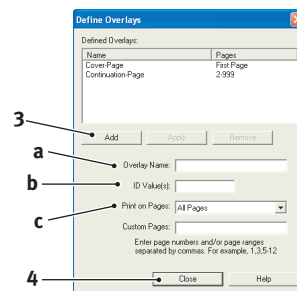 Define Overlays
Defined Overlays:
Name Pages
Cover-Page First Page
Continuation-Page 2-999
3
Add Apply Remove
a
Overlay Name:
b
ID Value(s):
c
Print on Pages: All Pages
Custom Pages:
Enter page numbers and/or page ranges
separated by commas. For example, 1,3,5-12
4
Close Help